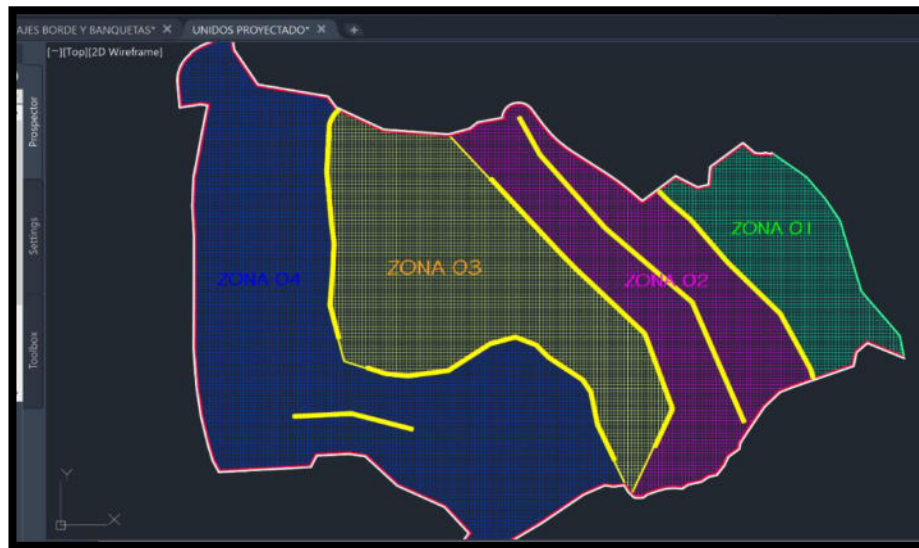 AJES BORDE Y BANQUETAS*
UNIDOS PROYECTADO*
[−][Top][2D Wireframe]
Prospector
Settings
Toolbox
ZONA 01
ZONA 02
ZONA 03
ZONA 04
Y
X